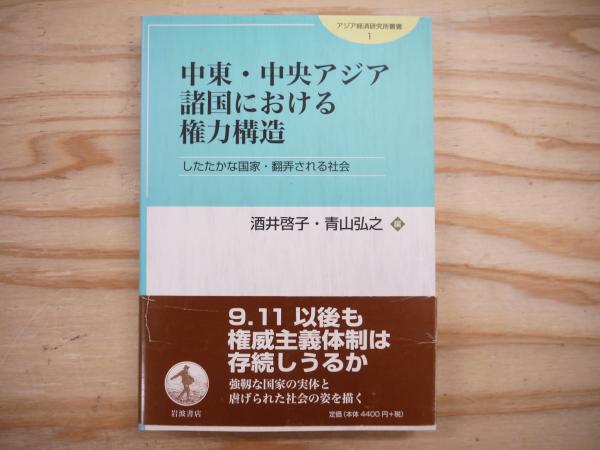 アジア経済研究所叢書
1
中東・中央アジア
諸国における
権力構造
したたかな国家・翻弄される社会
酒井啓子・青山弘之 編
9.11 以後も
権威主義体制は
存続しうるか
強靭な国家の実体と
虐げられた社会の姿を描く
岩波書店
定価(本体 4400円+税)